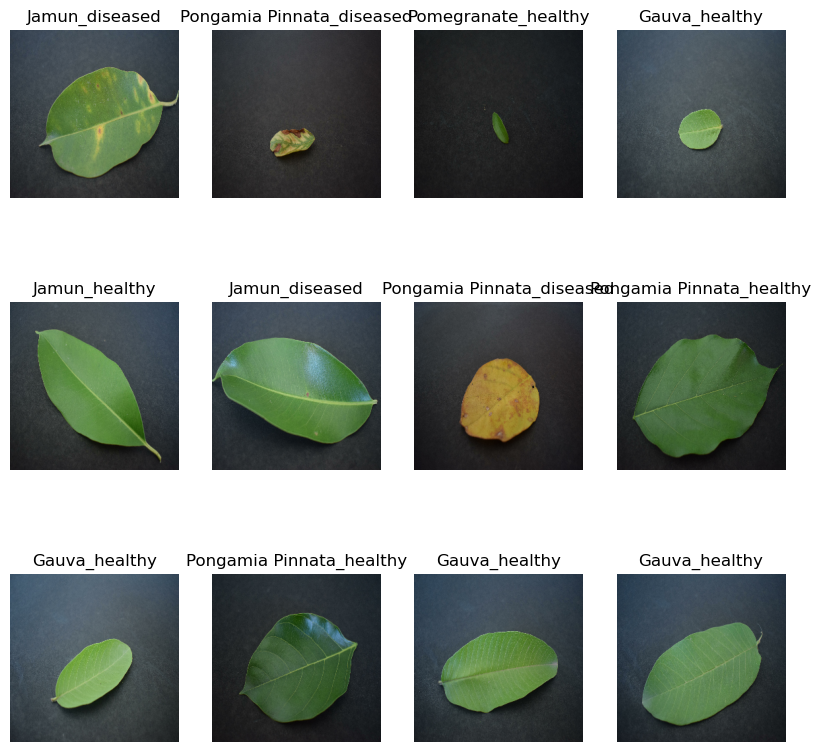 Jamun_diseased
Pongamia Pinnata_diseased
Pomegranate_healthy
Gauva_healthy
Jamun_healthy
Jamun_diseased
Pongamia Pinnata_diseased
Pongamia Pinnata_healthy
Gauva_healthy
Pongamia Pinnata_healthy
Gauva_healthy
Gauva_healthy